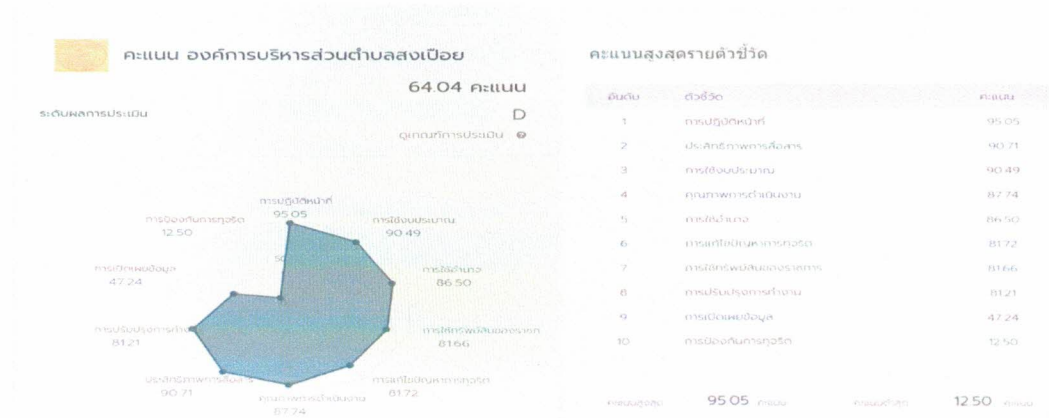 คะแนน องค์การบริหารส่วนตำบลสงเปือย
64.04 คะแนน
ระดับผลการประเมิน
D
ดูเกณฑ์การประเมิน
การปฏิบัติหน้าที่
95.05
การใช้งบประมาณ
90.49
การใช้อำนาจ
86.50
การใช้ทรัพย์สินของราชก
81.66
การแก้ไขปัญหาการทุจริต
81.72
คุณภาพการดำเนินงาน
87.74
ประสิทธิภาพการสื่อสาร
90.71
การปรับปรุงการทำง
81.21
การเปิดเผยข้อมูล
47.24
การป้องกันการทุจริต
12.50
คะแนนสูงสุดรายตัวชี้วัด
อันดับ ตัวชี้วัด คะแนน
1 การปฏิบัติหน้าที่ 95.05
2 ประสิทธิภาพการสื่อสาร 90.71
3 การใช้งบประมาณ 90.49
4 คุณภาพการดำเนินงาน 87.74
5 การใช้อำนาจ 86.50
6 การแก้ไขปัญหาการทุจริต 81.72
7 การใช้ทรัพย์สินของราชการ 81.66
8 การปรับปรุงการทำงาน 81.21
9 การเปิดเผยข้อมูล 47.24
10 การป้องกันการทุจริต 12.50
คะแนนสูงสุด 95.05 คะแนน คะแนนต่ำสุด 12.50 คะแนน